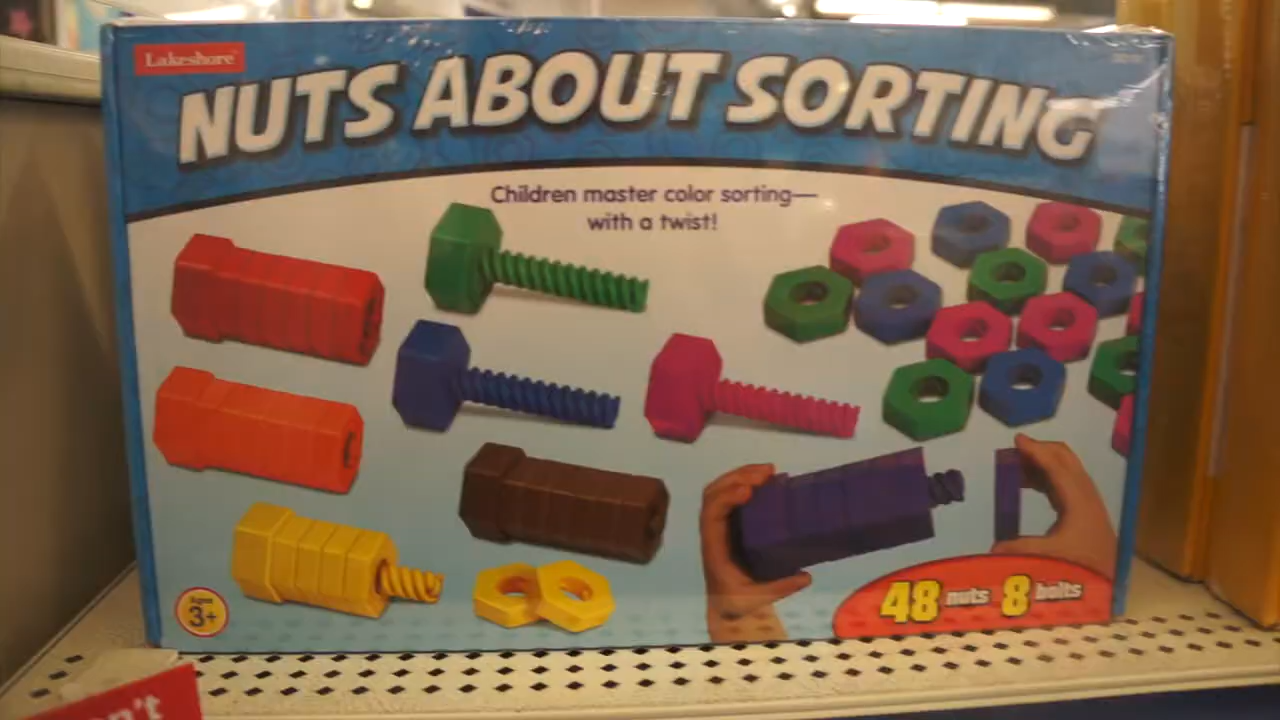 Lakeshore
NUTS ABOUT SORTING
Children master color sorting—
with a twist!
Ages
3+
48 nuts 8 bolts
n't